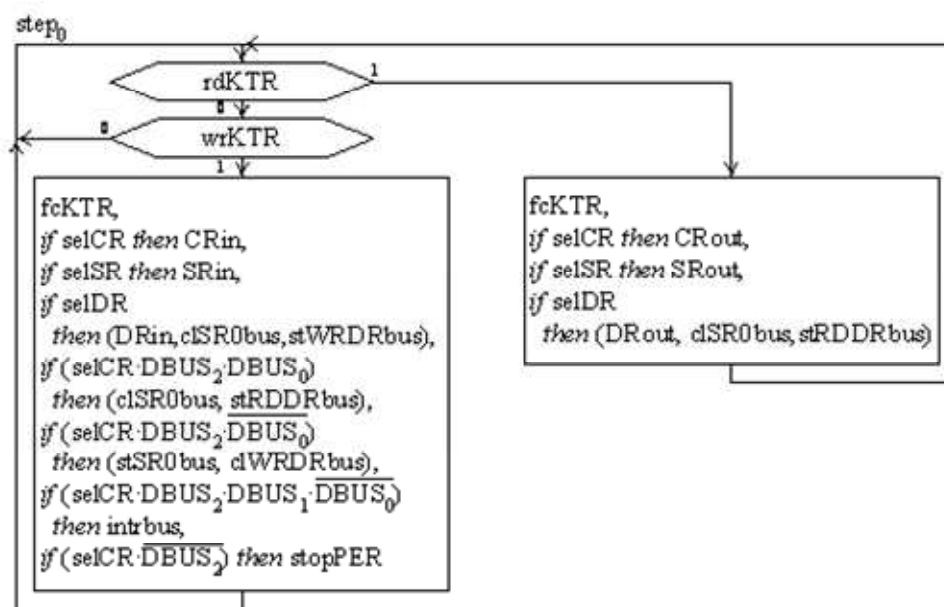 step₀
rdKTR
1
0
wrKTR
0
1
fcKTR,
if selCR then CRin,
if selSR then SRin,
if selDR
then (DRin,clSR0bus,stWRDRbus),
if (selCR·DBUS₂·DBUS₀)
then (clSR0bus, stRDDRbus),
if (selCR·DBUS₂·D̅B̅U̅S̅₀)
then (stSR0bus, clWRDRbus),
if (selCR·DBUS₂·DBUS₁·D̅B̅U̅S̅₀)
then intrbus,
if (selCR·D̅B̅U̅S̅₂) then stopPER
fcKTR,
if selCR then CRout,
if selSR then SRout,
if selDR
then (DRout, clSR0bus,stRDDRbus)